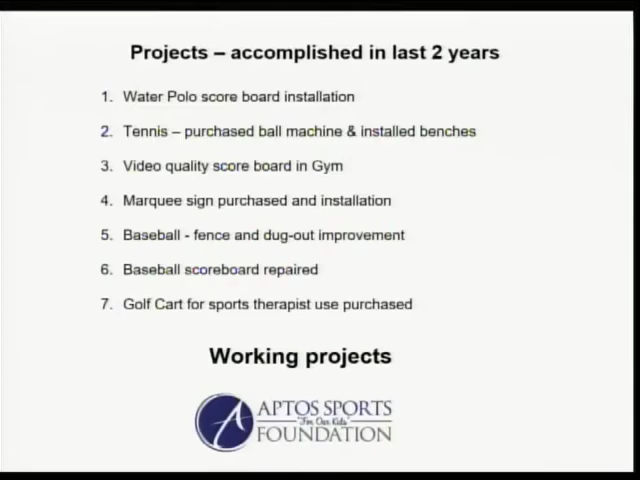 Projects – accomplished in last 2 years
1. Water Polo score board installation
2. Tennis – purchased ball machine & installed benches
3. Video quality score board in Gym
4. Marquee sign purchased and installation
5. Baseball - fence and dug-out improvement
6. Baseball scoreboard repaired
7. Golf Cart for sports therapist use purchased
Working projects
APTOS SPORTS
"For Our Kids"
FOUNDATION